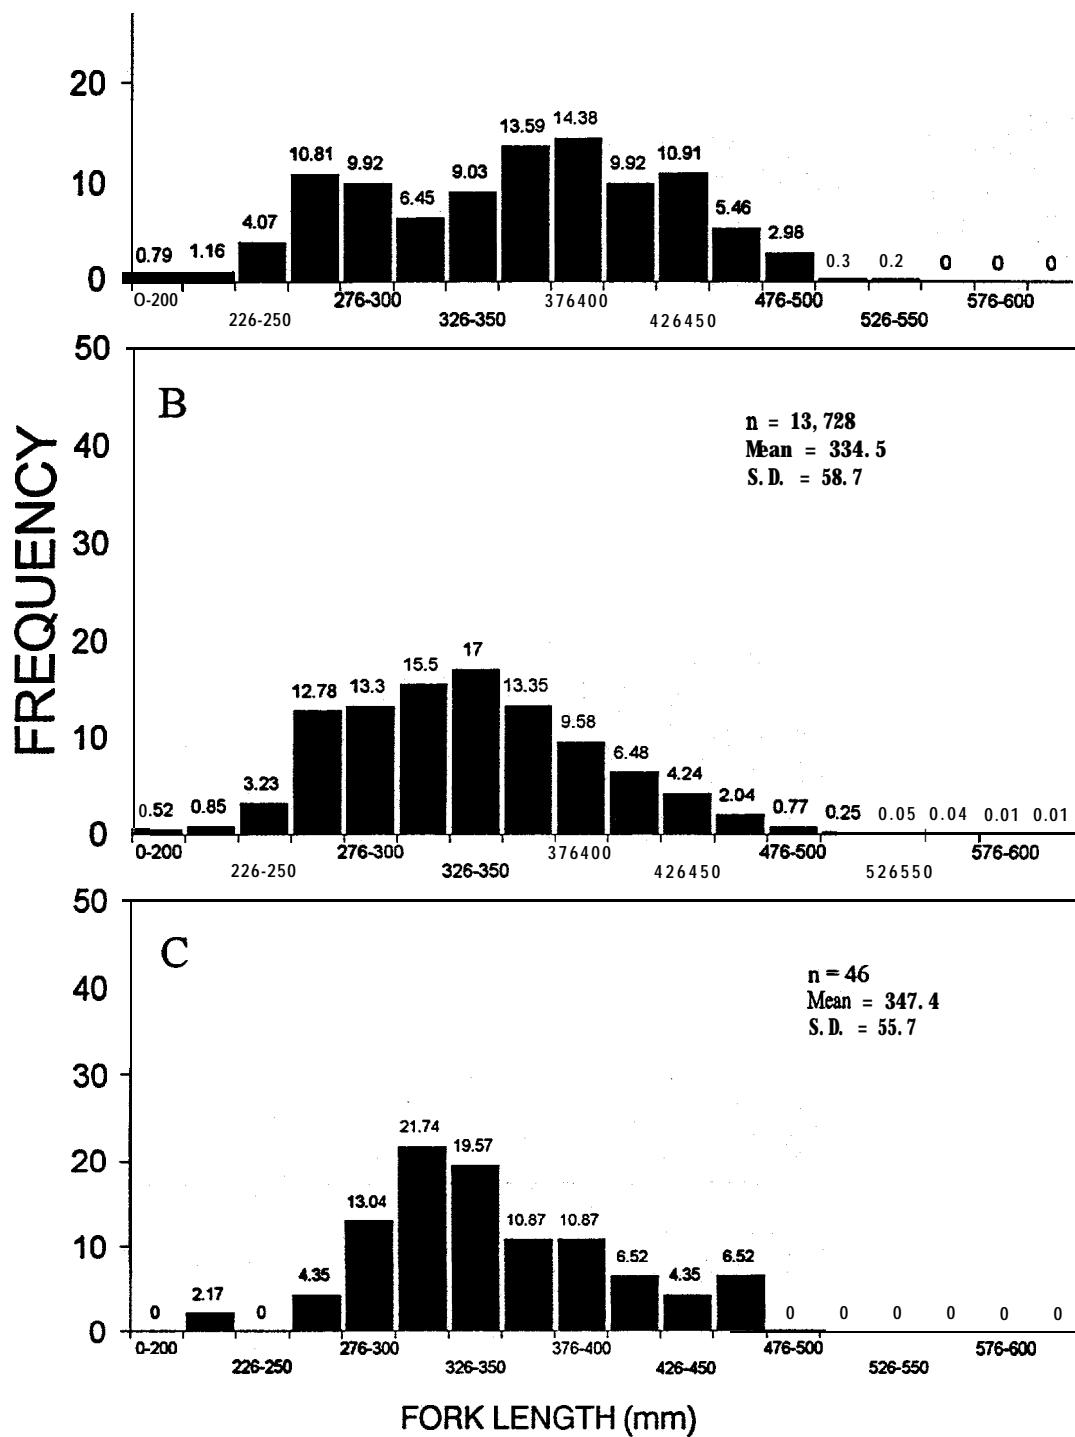 20
10
0
0.79 1.16 4.07 10.81 9.92 6.45 9.03 13.59 14.38 9.92 10.91 5.46 2.98 0.3 0.2 0 0 0
0-200 276-300 376400 476-500 576-600
226-250 326-350 426450 526-550
FREQUENCY
50
40
30
20
10
0
B
n = 13,728
Mean = 334.5
S.D. = 58.7
0.52 0.85 3.23 12.78 13.3 15.5 17 13.35 9.58 6.48 4.24 2.04 0.77 0.25 0.05 0.04 0.01 0.01
0-200 276-300 376400 476-500 576-600
226-250 326-350 426450 526550
50
40
30
20
10
0
C
n = 46
Mean = 347.4
S.D. = 55.7
0 2.17 0 4.35 13.04 21.74 19.57 10.87 10.87 6.52 4.35 6.52 0 0 0 0 0 0
0-200 276-300 376-400 476-500 576-600
226-250 326-350 426-450 526-550
FORK LENGTH (mm)